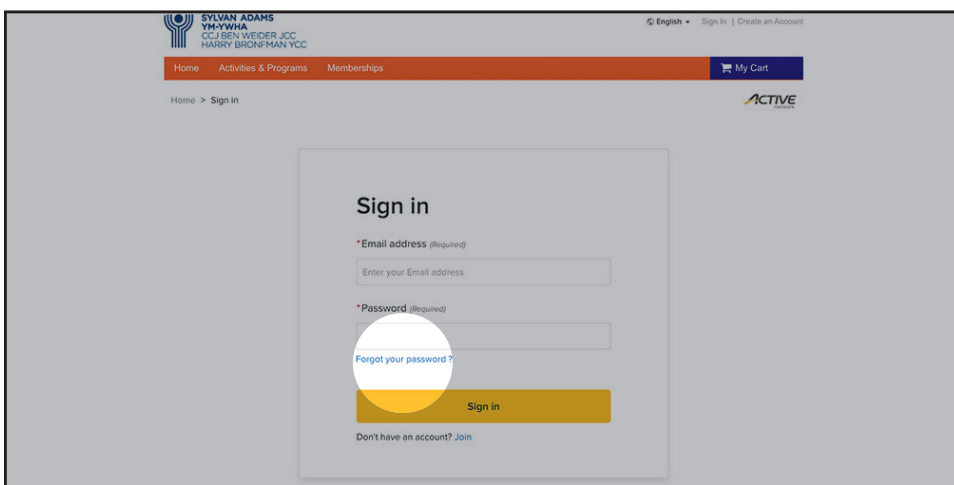 SYLVAN ADAMS
YM-YWHA
CCJ BEN WEIDER JCC
HARRY BRONFMAN YCC
English Sign In | Create an Account
Home Activities & Programs Memberships My Cart
Home > Sign in
ACTIVE
network
Sign in
*Email address (Required)
Enter your Email address
*Password (Required)
Forgot your password ?
Sign in
Don't have an account? Join